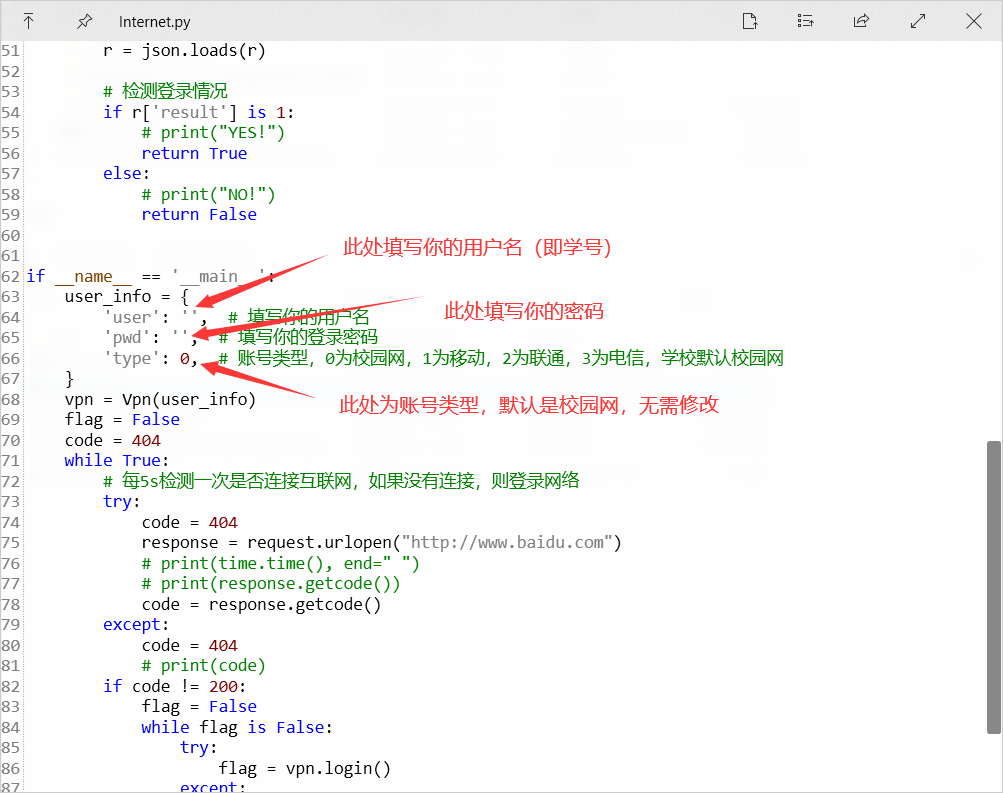 Internet.py
51 r = json.loads(r)
52
53 # 检测登录情况
54 if r['result'] is 1:
55 # print("YES!")
56 return True
57 else:
58 # print("NO!")
59 return False
60
此处填写你的用户名（即学号）
61
62 if __name__ == '__main__':
63 user_info = {
此处填写你的密码
64 'user': '', # 填写你的用户名
65 'pwd': '', # 填写你的登录密码
66 'type': 0, # 账号类型，0为校园网，1为移动，2为联通，3为电信，学校默认校园网
67 }
68 vpn = Vpn(user_info)
此处为账号类型，默认是校园网，无需修改
69 flag = False
70 code = 404
71 while True:
72 # 每5s检测一次是否连接互联网，如果没有连接，则登录网络
73 try:
74 code = 404
75 response = request.urlopen("http://www.baidu.com")
76 # print(time.time(), end=" ")
77 # print(response.getcode())
78 code = response.getcode()
79 except:
80 code = 404
81 # print(code)
82 if code != 200:
83 flag = False
84 while flag is False:
85 try:
86 flag = vpn.login()
87 except: